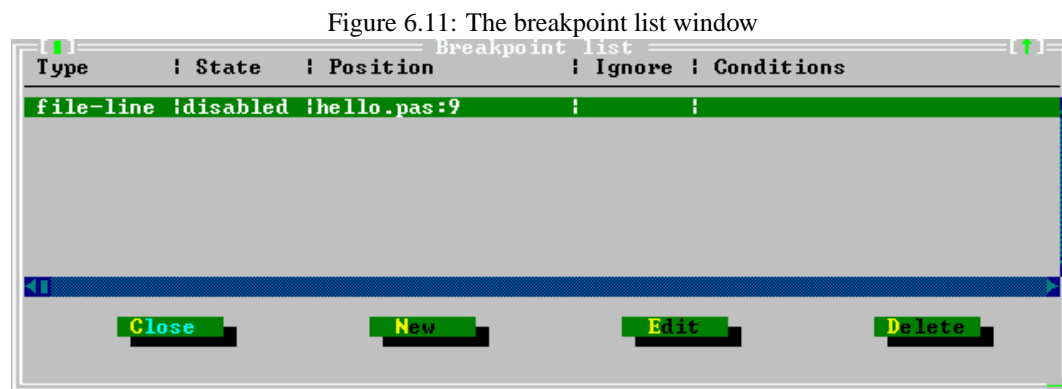 Figure 6.11: The breakpoint list window
Breakpoint list
Type | State | Position | Ignore | Conditions
file-line |disabled |hello.pas:9 | |
Close New Edit Delete